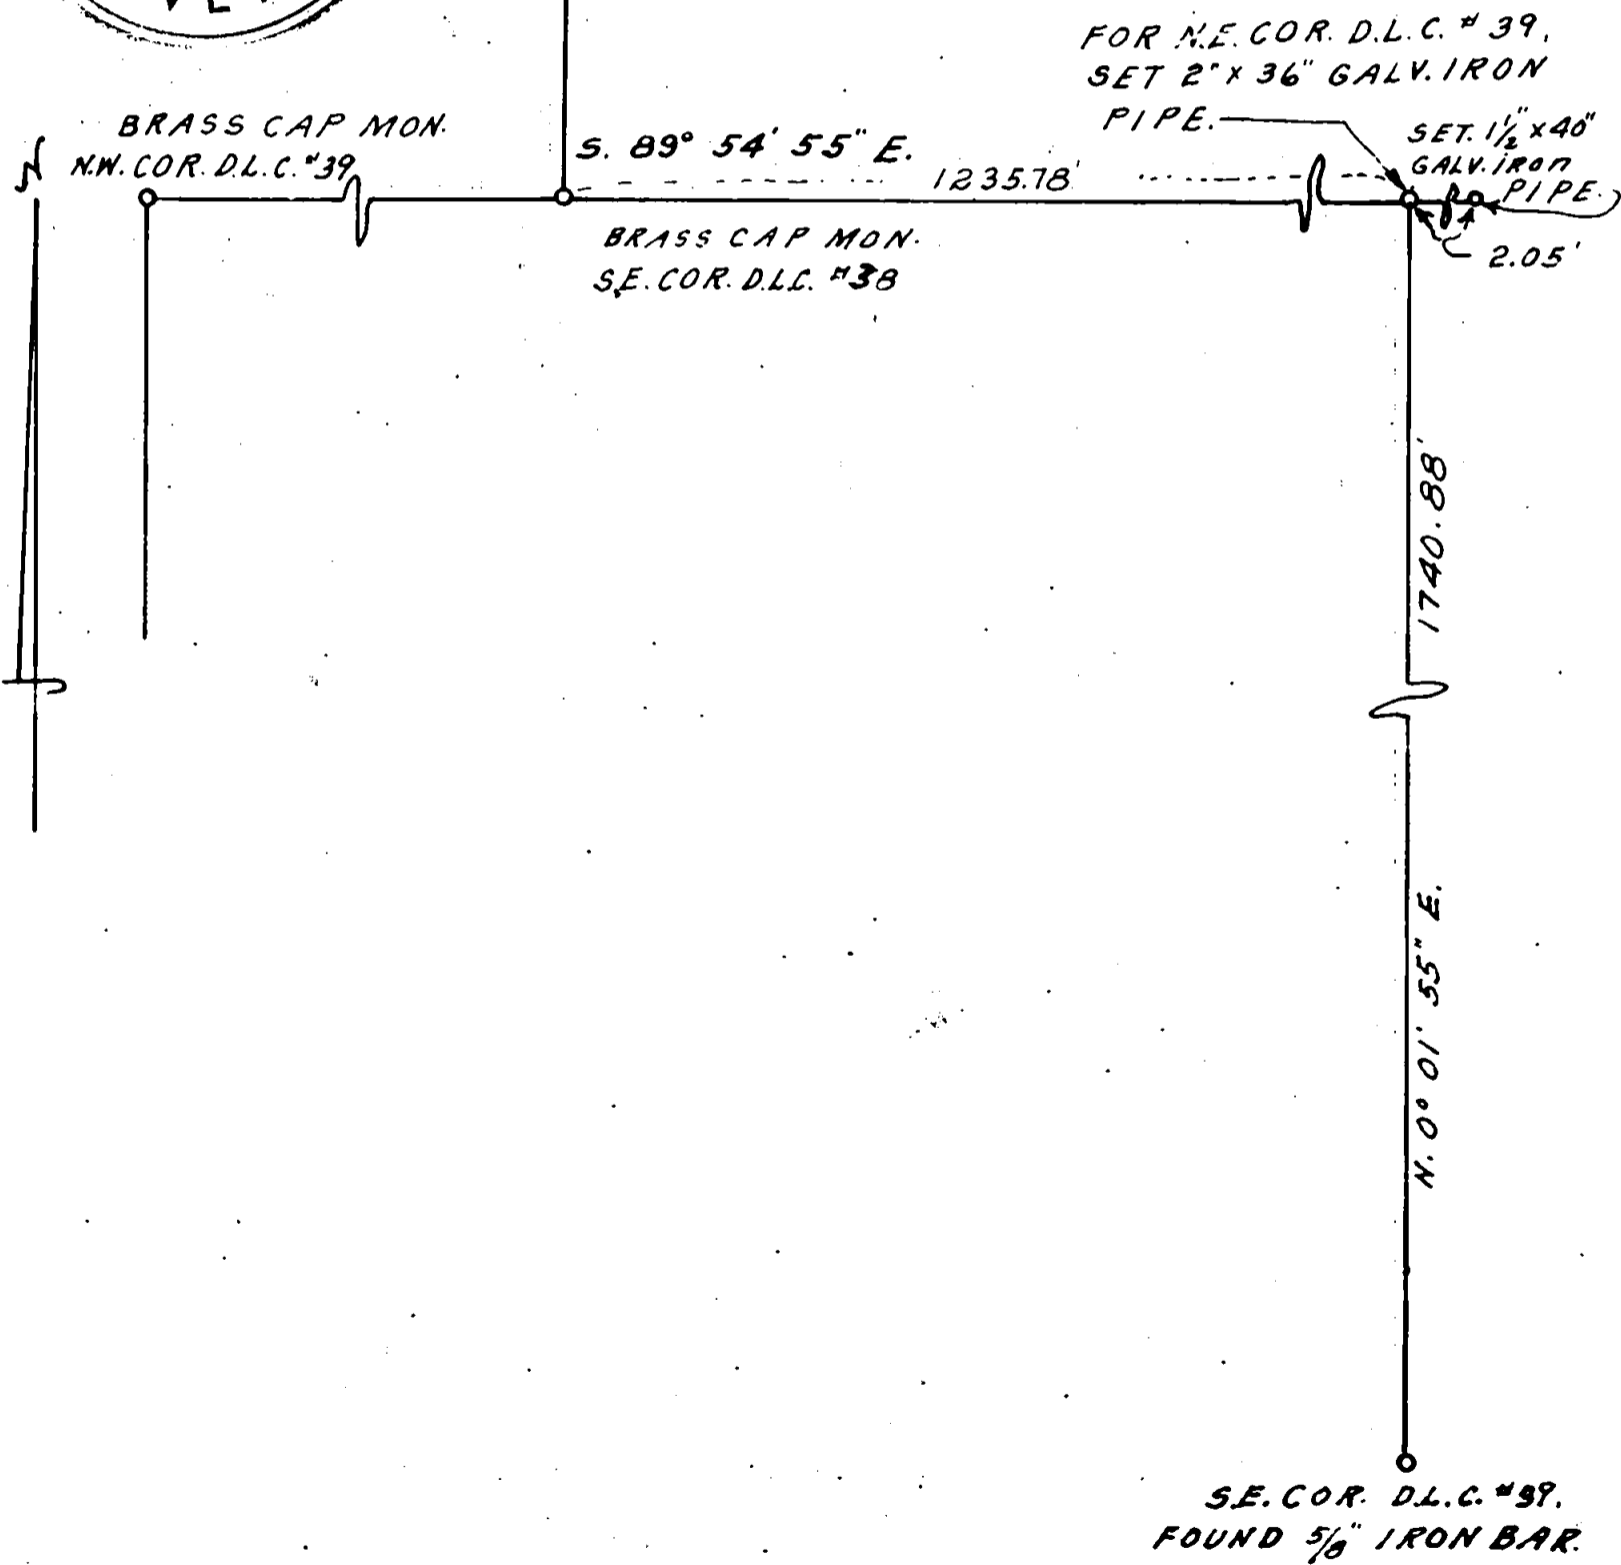 FOR N.E. COR. D.L.C. # 39,
SET 2" X 36" GALV. IRON
PIPE.
SET. 1 1/2" x 40"
GALV. IRON
PIPE.
2.05'
BRASS CAP MON.
N.W. COR. D.L.C. #39
N
S. 89° 54' 55" E.
1235.78'
BRASS CAP MON.
S.E. COR. D.L.C. #38
1740.88'
N. 0° 01' 55" E.
S.E. COR. D.L.C. #39.
FOUND 5/8" IRON BAR.